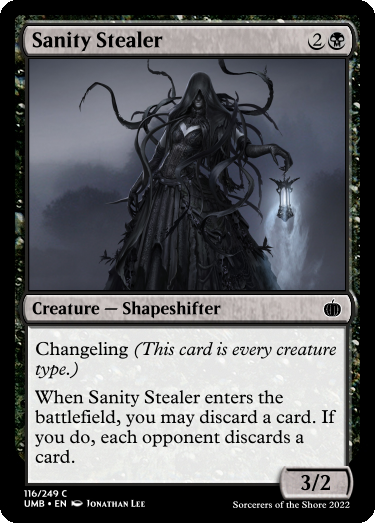 Sanity Stealer 2
Creature — Shapeshifter
Changeling (This card is every creature
type.)
When Sanity Stealer enters the
battlefield, you may discard a card. If
you do, each opponent discards a
card.
3/2
116/249 C
UMB • EN Jonathan Lee
Sorcerers of the Shore 2022